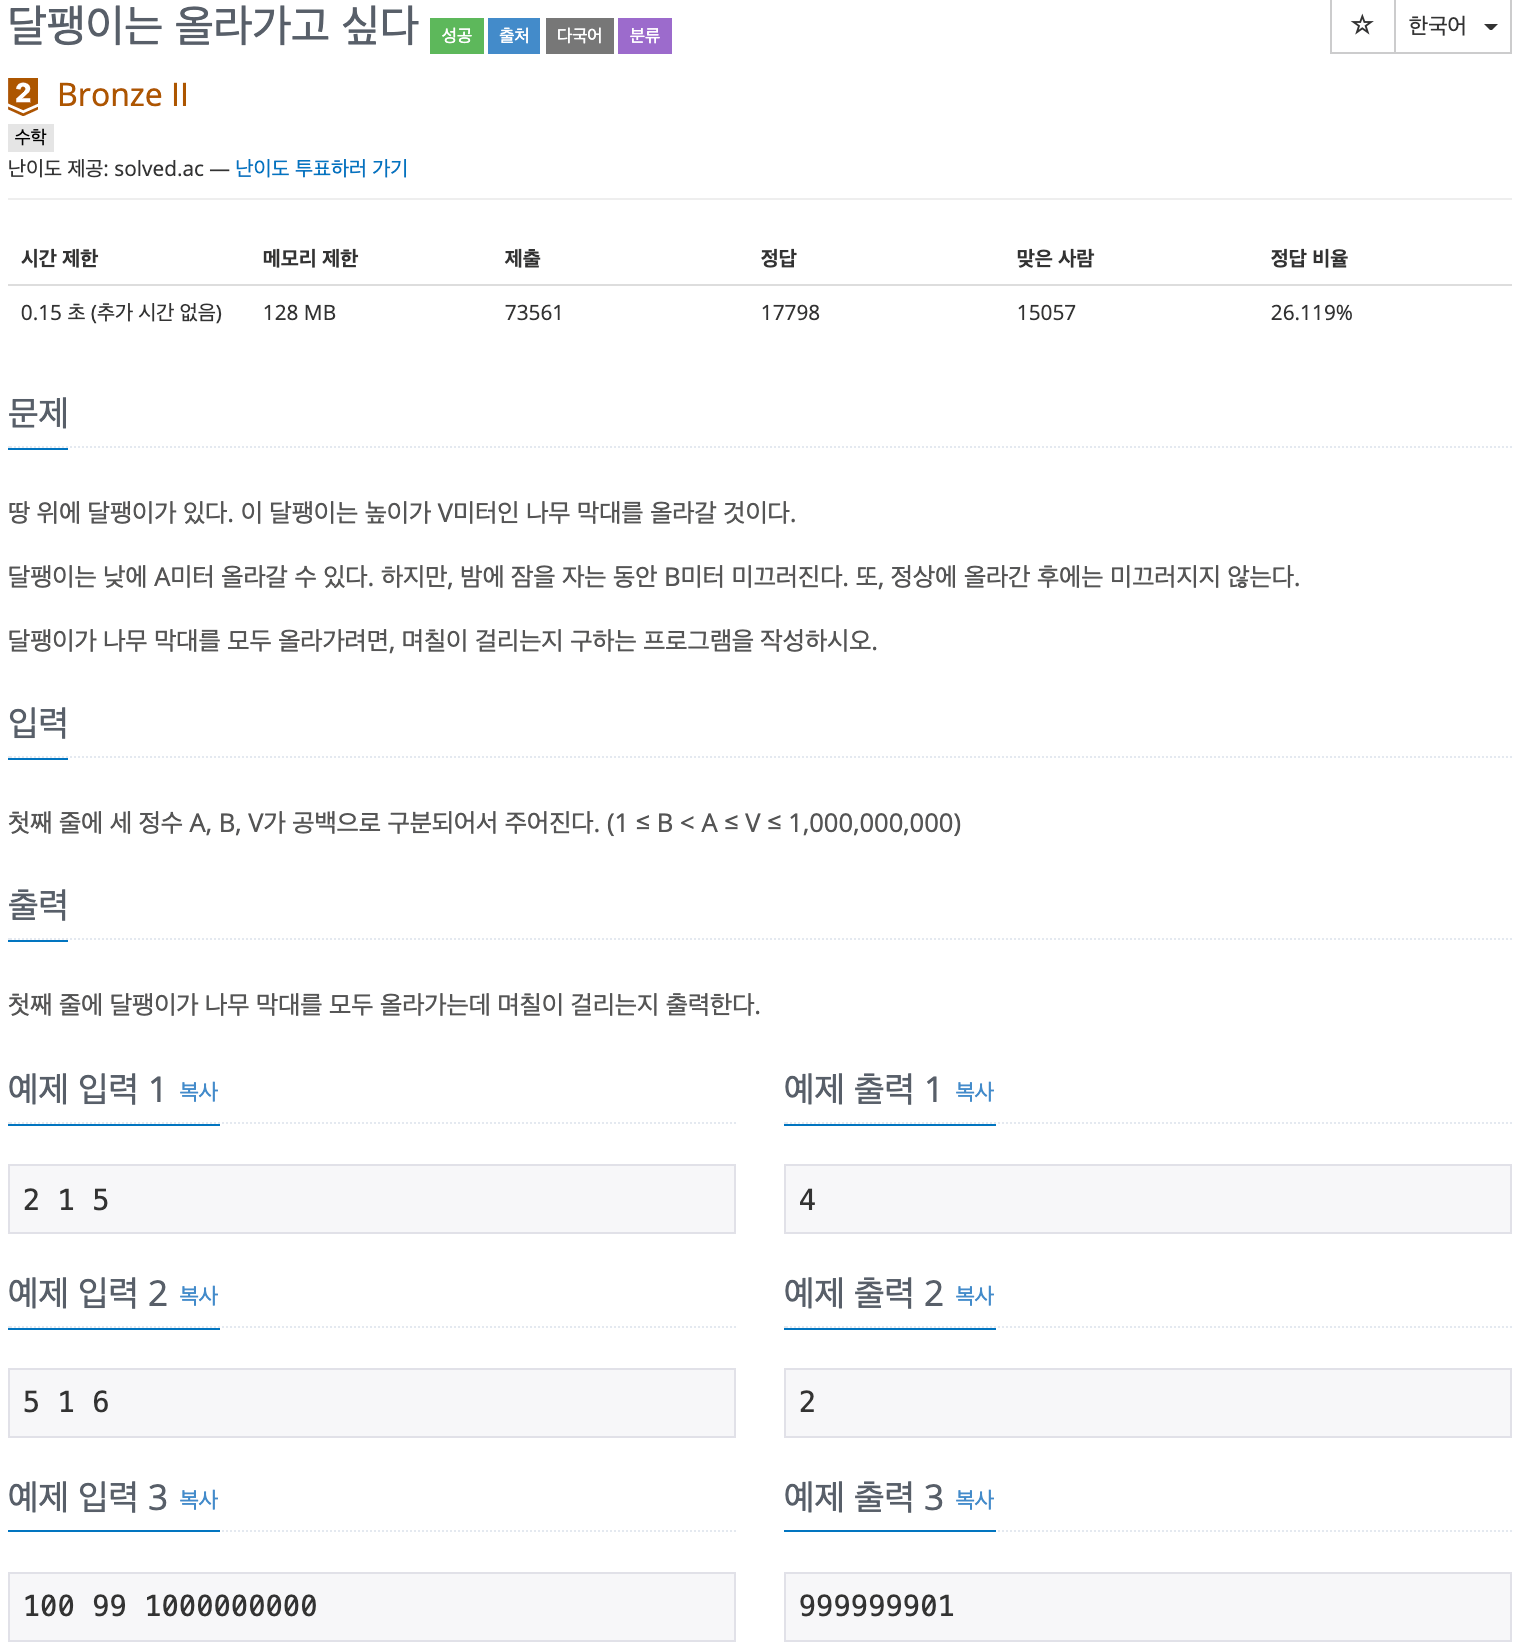 달팽이는 올라가고 싶다 성공 출처 다국어 분류 ☆ 한국어
2 Bronze II
수학
난이도 제공: solved.ac — 난이도 투표하러 가기
시간 제한 메모리 제한 제출 정답 맞은 사람 정답 비율
0.15 초 (추가 시간 없음) 128 MB 73561 17798 15057 26.119%
문제
땅 위에 달팽이가 있다. 이 달팽이는 높이가 V미터인 나무 막대를 올라갈 것이다.
달팽이는 낮에 A미터 올라갈 수 있다. 하지만, 밤에 잠을 자는 동안 B미터 미끄러진다. 또, 정상에 올라간 후에는 미끄러지지 않는다.
달팽이가 나무 막대를 모두 올라가려면, 며칠이 걸리는지 구하는 프로그램을 작성하시오.
입력
첫째 줄에 세 정수 A, B, V가 공백으로 구분되어서 주어진다. (1 ≤ B < A ≤ V ≤ 1,000,000,000)
출력
첫째 줄에 달팽이가 나무 막대를 모두 올라가는데 며칠이 걸리는지 출력한다.
예제 입력 1 복사 예제 출력 1 복사
2 1 5 4
예제 입력 2 복사 예제 출력 2 복사
5 1 6 2
예제 입력 3 복사 예제 출력 3 복사
100 99 1000000000 999999901